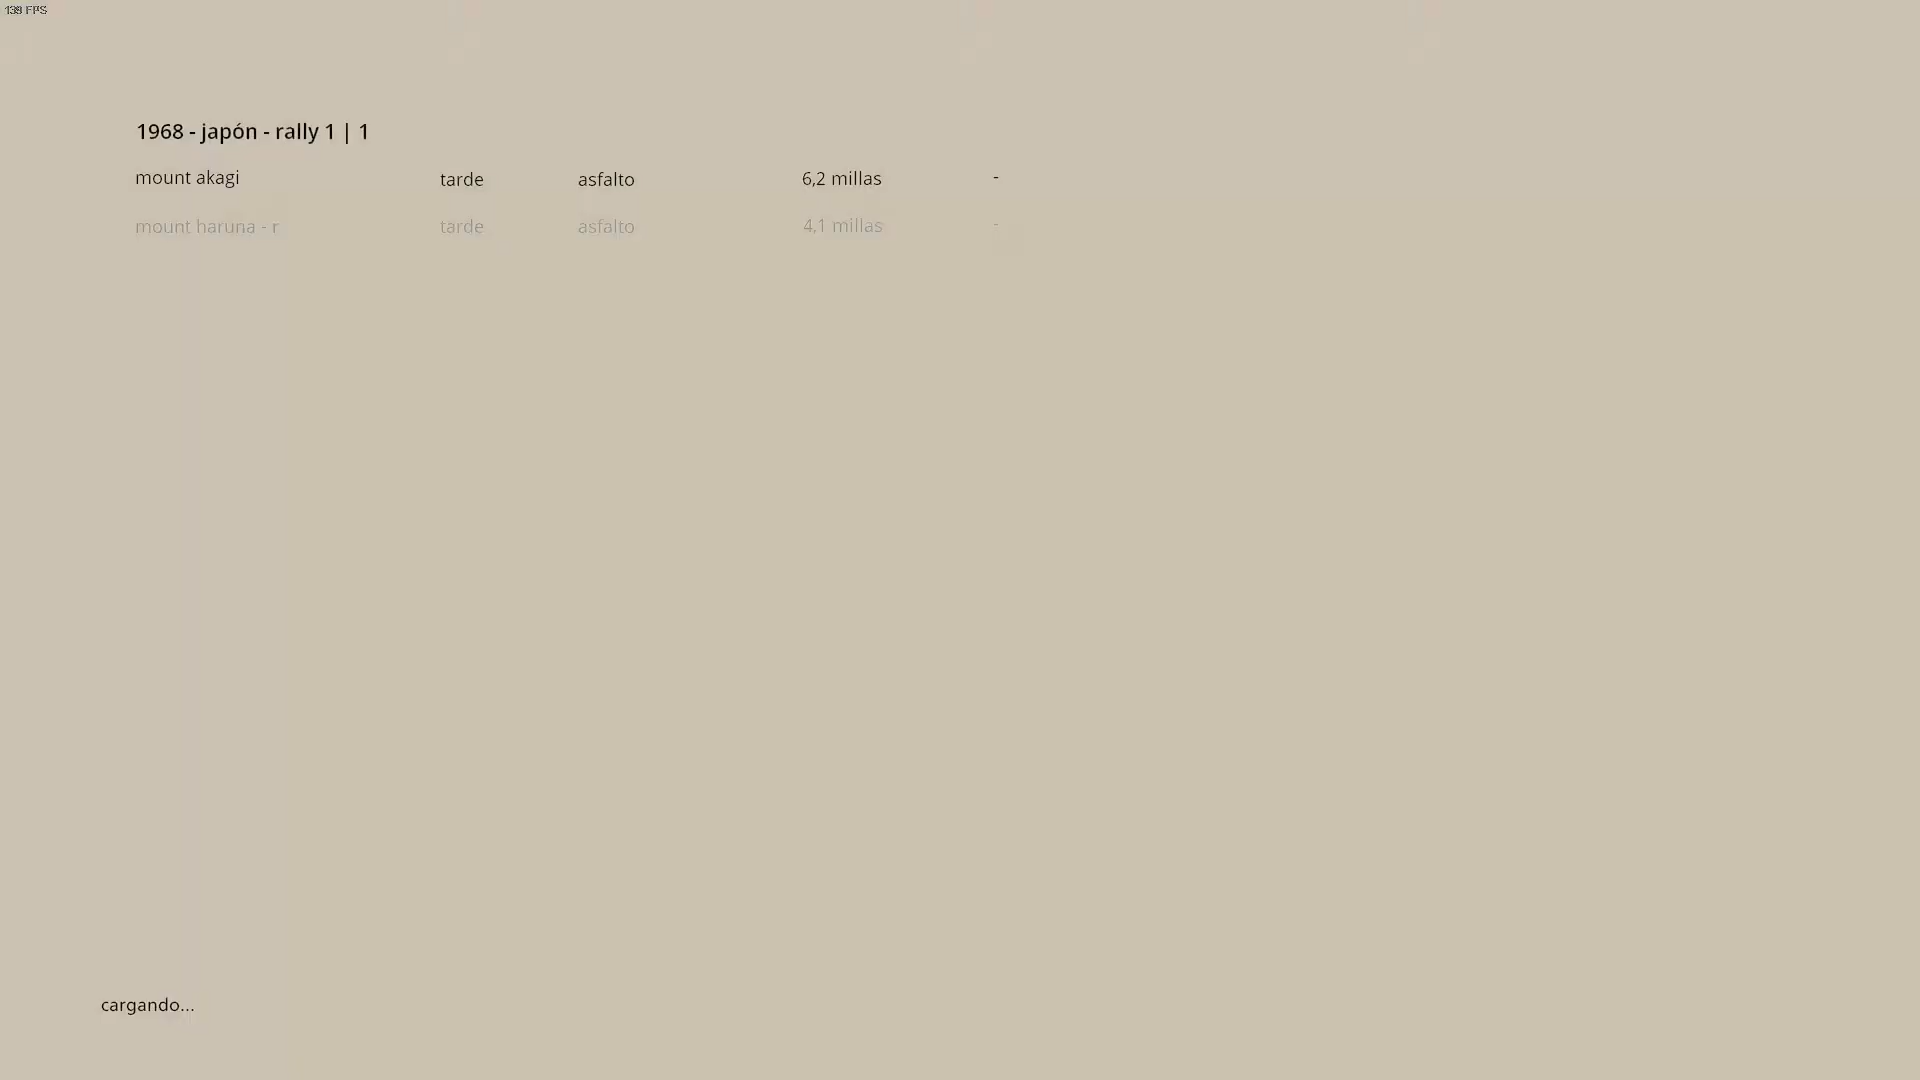 139 FPS
1968 - japón - rally 1 | 1
mount akagi tarde asfalto 6,2 millas -
mount haruna - r tarde asfalto 4,1 millas -
cargando...